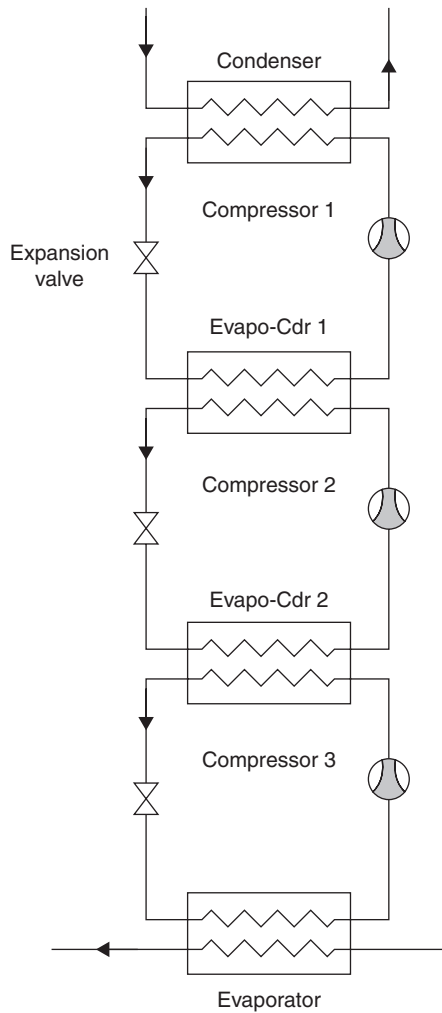 Condenser
Compressor 1
Expansion
valve
Evapo-Cdr 1
Compressor 2
Evapo-Cdr 2
Compressor 3
Evaporator